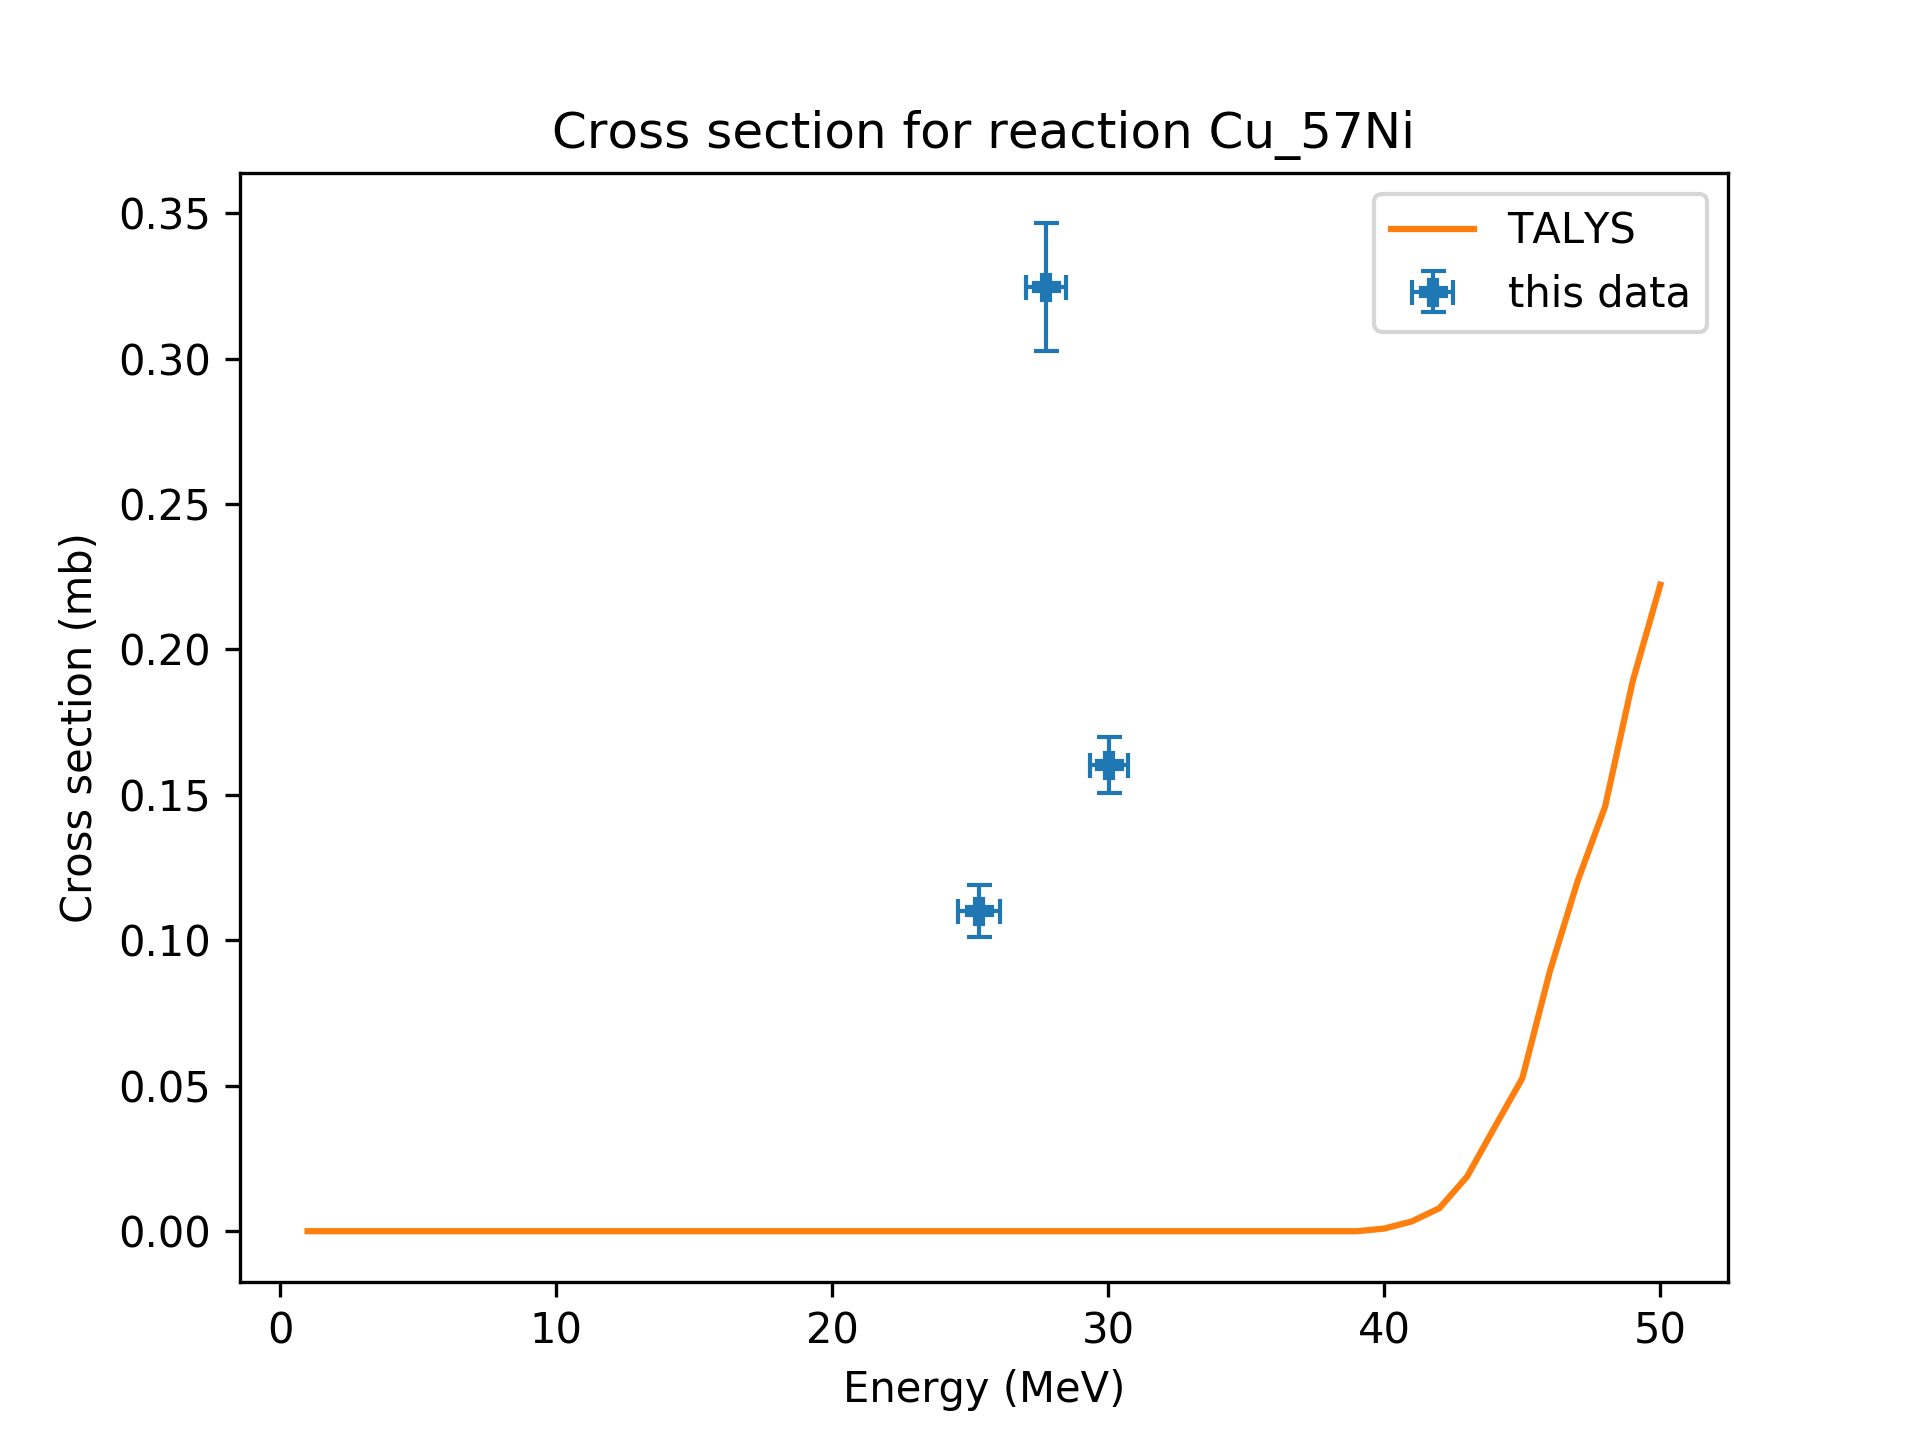 Cross section for reaction Cu_57Ni
TALYS
this data
Cross section (mb)
0.35
0.30
0.25
0.20
0.15
0.10
0.05
0.00
0 10 20 30 40 50
Energy (MeV)